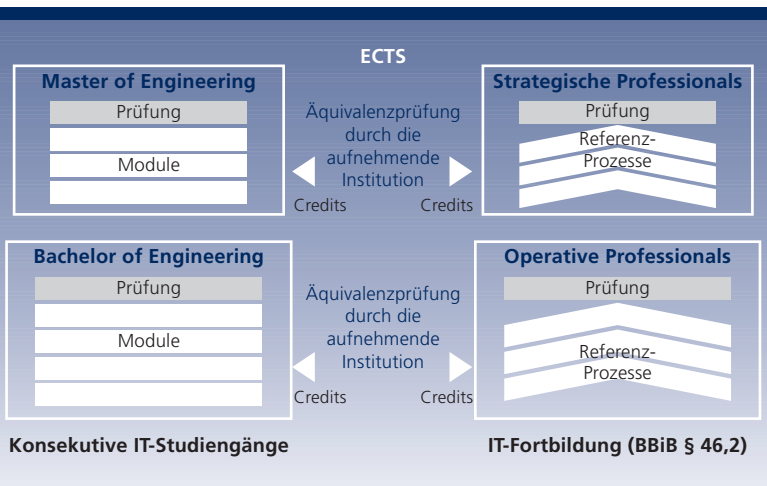 ECTS
Master of Engineering
Prüfung
Module
Äquivalenzprüfung
durch die
aufnehmende
Institution
Credits
Credits
Strategische Professionals
Prüfung
Referenz-
Prozesse
Bachelor of Engineering
Prüfung
Module
Äquivalenzprüfung
durch die
aufnehmende
Institution
Credits
Credits
Operative Professionals
Prüfung
Referenz-
Prozesse
Konsekutive IT-Studiengänge
IT-Fortbildung (BBiB § 46,2)